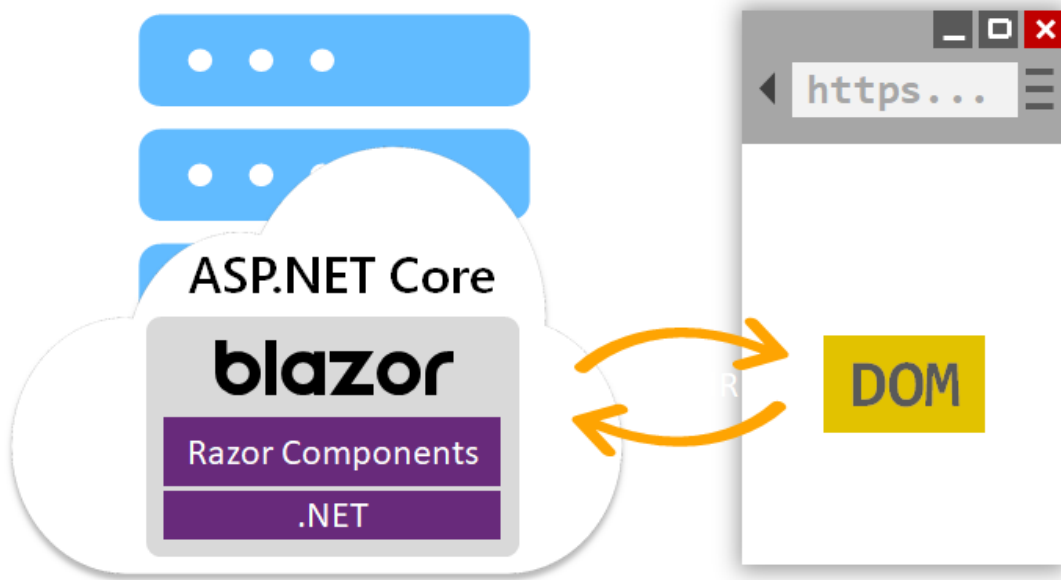 https...
ASP.NET Core
blazor
Razor Components
.NET
R
DOM